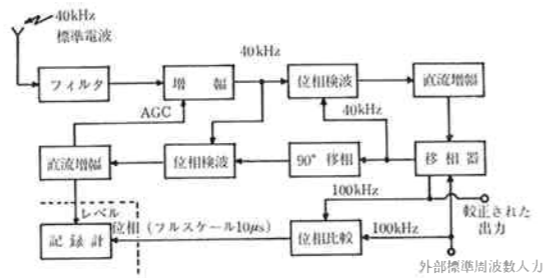 40kHz
標準電波
40kHz
フィルタ
増 幅
位相検波
直流増幅
AGC
40kHz
直流増幅
位相検波
90°移相
移 相 器
100kHz
較正された
出力
レベル
位相（フルスケール10μs）
記 録 計
位相比較
100kHz
外部標準周波数人力